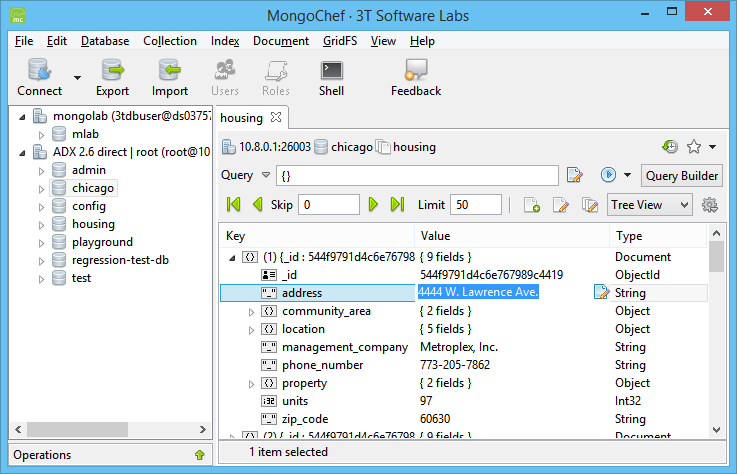 mc
MongoChef · 3T Software Labs
File Edit Database Collection Index Document GridFS View Help
Connect Export Import Users Roles Shell Feedback
mongolab (3tdbuser@ds03757
mlab
ADX 2.6 direct | root (root@10
admin
chicago
config
housing
playground
regression-test-db
test
Operations
housing
10.8.0.1:26003 chicago housing
Query {} Query Builder
Skip 0 Limit 50 Tree View
Key Value Type
(1) {_id : 544f9791d4c6e76798 { 9 fields } Document
_id 544f9791d4c6e767989c4419 ObjectId
address 4444 W. Lawrence Ave. String
community_area { 2 fields } Object
location { 5 fields } Object
management_company Metroplex, Inc. String
phone_number 773-205-7862 String
property { 2 fields } Object
units 97 Int32
zip_code 60630 String
(2) {_id : 544f9791d4c6e76798 { 9 fields } Document
1 item selected